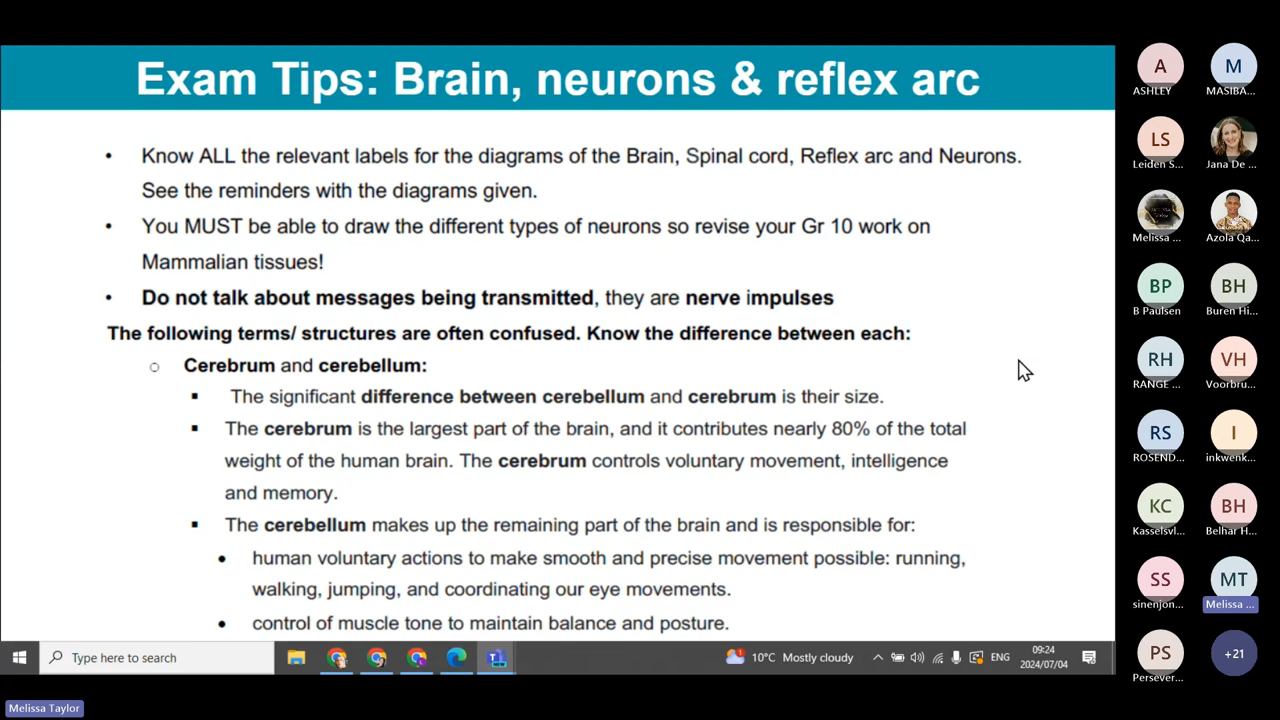 Exam Tips: Brain, neurons & reflex arc
• Know ALL the relevant labels for the diagrams of the Brain, Spinal cord, Reflex arc and Neurons.
See the reminders with the diagrams given.
• You MUST be able to draw the different types of neurons so revise your Gr 10 work on
Mammalian tissues!
• Do not talk about messages being transmitted, they are nerve impulses
The following terms/ structures are often confused. Know the difference between each:
○ Cerebrum and cerebellum:
▪ The significant difference between cerebellum and cerebrum is their size.
▪ The cerebrum is the largest part of the brain, and it contributes nearly 80% of the total
weight of the human brain. The cerebrum controls voluntary movement, intelligence
and memory.
▪ The cerebellum makes up the remaining part of the brain and is responsible for:
• human voluntary actions to make smooth and precise movement possible: running,
walking, jumping, and coordinating our eye movements.
• control of muscle tone to maintain balance and posture.
Type here to search
10°C Mostly cloudy
ENG
09:24
2024/07/04
A
ASHLEY
M
MASIBA...
LS
Leiden S...
Jana De ...
Melissa ...
Azola Qa...
BP
B Paulsen
BH
Buren Hi...
RH
RANGE ...
VH
Voorbru...
RS
ROSEND...
I
inkwenk...
KC
Kasselsvl...
BH
Belhar H...
SS
sinenjon...
MT
Melissa ...
PS
Persever...
+21
Melissa Taylor